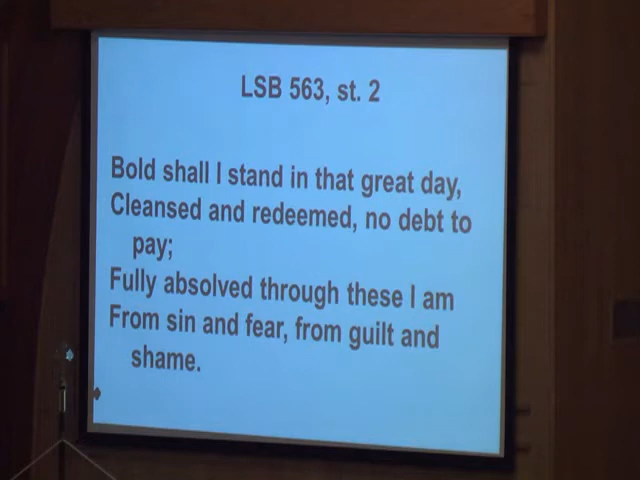 LSB 563, st. 2
Bold shall I stand in that great day,
Cleansed and redeemed, no debt to
pay;
Fully absolved through these I am
From sin and fear, from guilt and
shame.